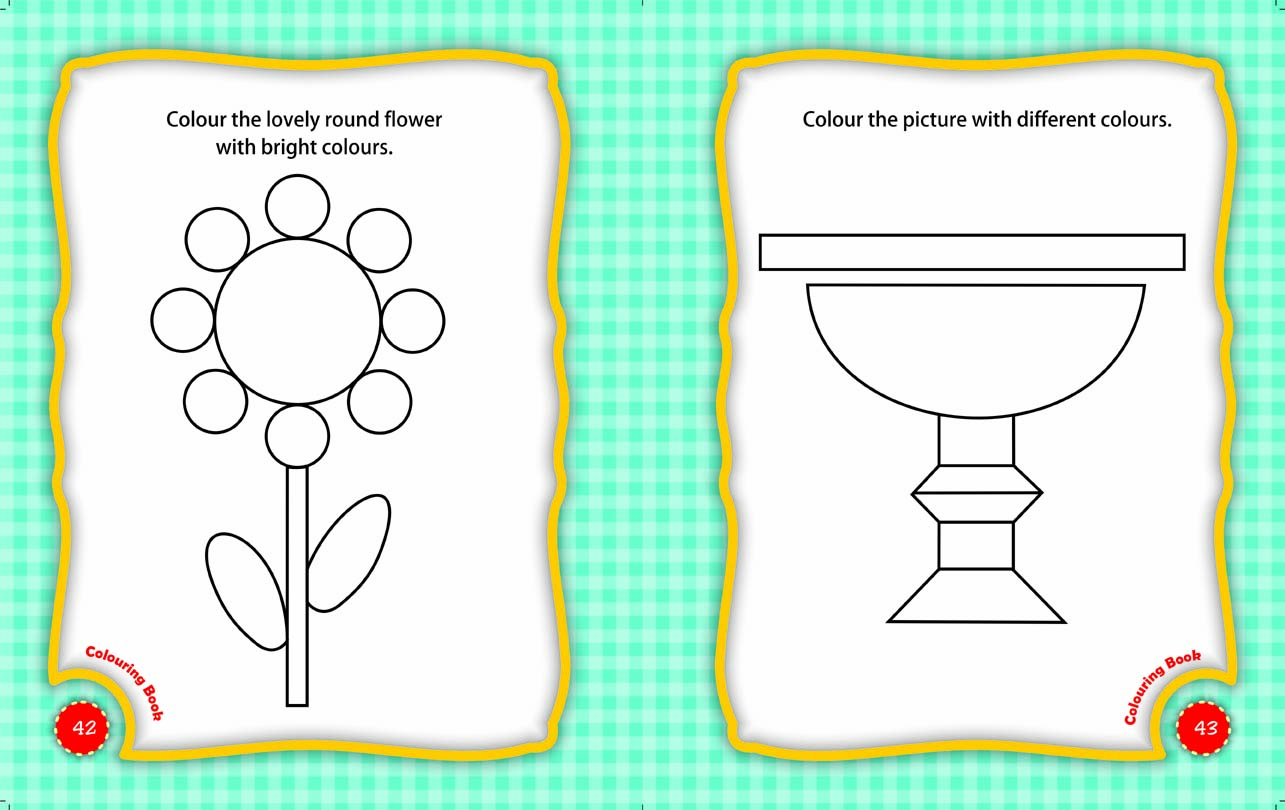 Colour the lovely round flower
with bright colours.
Colouring Book
42
Colour the picture with different colours.
Colouring Book
43